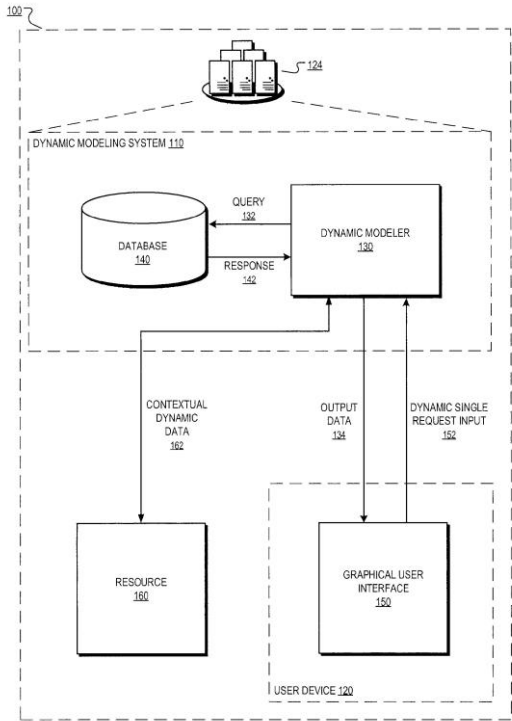 100
124
DYNAMIC MODELING SYSTEM 110
QUERY
132
DATABASE
140
DYNAMIC MODELER
130
RESPONSE
142
CONTEXTUAL
DYNAMIC
DATA
162
OUTPUT
DATA
134
DYNAMIC SINGLE
REQUEST INPUT
152
RESOURCE
160
GRAPHICAL USER
INTERFACE
150
USER DEVICE 120